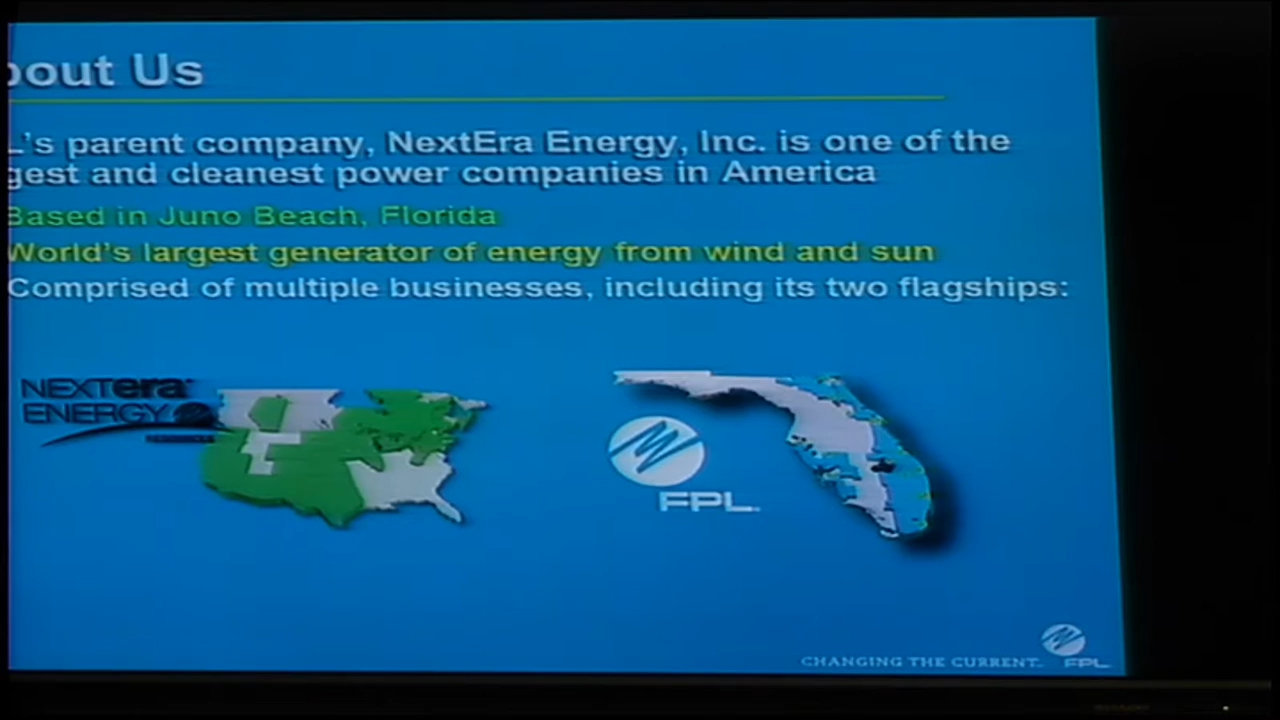 bout Us
L's parent company, NextEra Energy, Inc. is one of the
gest and cleanest power companies in America
Based in Juno Beach, Florida
World's largest generator of energy from wind and sun
Comprised of multiple businesses, including its two flagships:
NEXTera
ENERGY
FPL.
CHANGING THE CURRENT.
FPL.